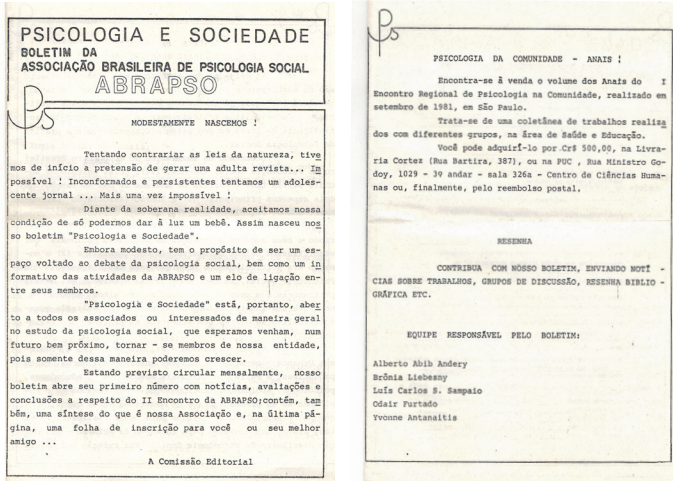 PSICOLOGIA E SOCIEDADE
BOLETIM DA
ASSOCIAÇÃO BRASILEIRA DE PSICOLOGIA SOCIAL
ABRAPSO
Ps
MODESTAMENTE NASCEMOS !
Tentando contrariar as leis da natureza, tive
mos de início a pretensão de gerar uma adulta revista... Im
possível ! Inconformados e persistentes tentamos um adoles-
cente jornal ... Mais uma vez impossível !
Diante da soberana realidade, aceitamos nossa
condição de só podermos dar à luz um bebê. Assim nasceu nos
so boletim "Psicologia e Sociedade".
Embora modesto, tem o propósito de ser um es-
paço voltado ao debate da psicologia social, bem como um in
formativo das atividades da ABRAPSO e um elo de ligação en-
tre seus membros.
"Psicologia e Sociedade" está, portanto, aber
to a todos os associados ou interessados de maneira geral
no estudo da psicologia social, que esperamos venham, num
futuro bem próximo, tornar - se membros de nossa entidade,
pois somente dessa maneira poderemos crescer.
Estando previsto circular mensalmente, nosso
boletim abre seu primeiro número com notícias, avaliações e
conclusões a respeito do II Encontro da ABRAPSO;contém, tam
bém, uma síntese do que é nossa Associação e, na última pá-
gina, uma folha de inscrição para você ou seu melhor
amigo ...
A Comissão Editorial
Ps
PSICOLOGIA DA COMUNIDADE - ANAIS !
Encontra-se à venda o volume dos Anais do I
Encontro Regional de Psicologia na Comunidade, realizado em
setembro de 1981, em São Paulo.
Trata-se de uma coletânea de trabalhos realiza
dos com diferentes grupos, na área de Saúde e Educação.
Você pode adquirí-lo por Cr$ 500,00, na Livra-
ria Cortez (Rua Bartira, 387), ou na PUC , Rua Ministro Go-
doy, 1029 - 39 andar - sala 326a - Centro de Ciências Huma-
nas ou, finalmente, pelo reembolso postal.
RESENHA
CONTRIBUA COM NOSSO BOLETIM, ENVIANDO NOTÍ -
CIAS SOBRE TRABALHOS, GRUPOS DE DISCUSSÃO, RESENHA BIBLIO -
GRÁFICA ETC.
EQUIPE RESPONSÁVEL PELO BOLETIM:
Alberto Abib Andery
Brônia Liebesny
Luís Carlos S. Sampaio
Odair Furtado
Yvonne Antanaitis